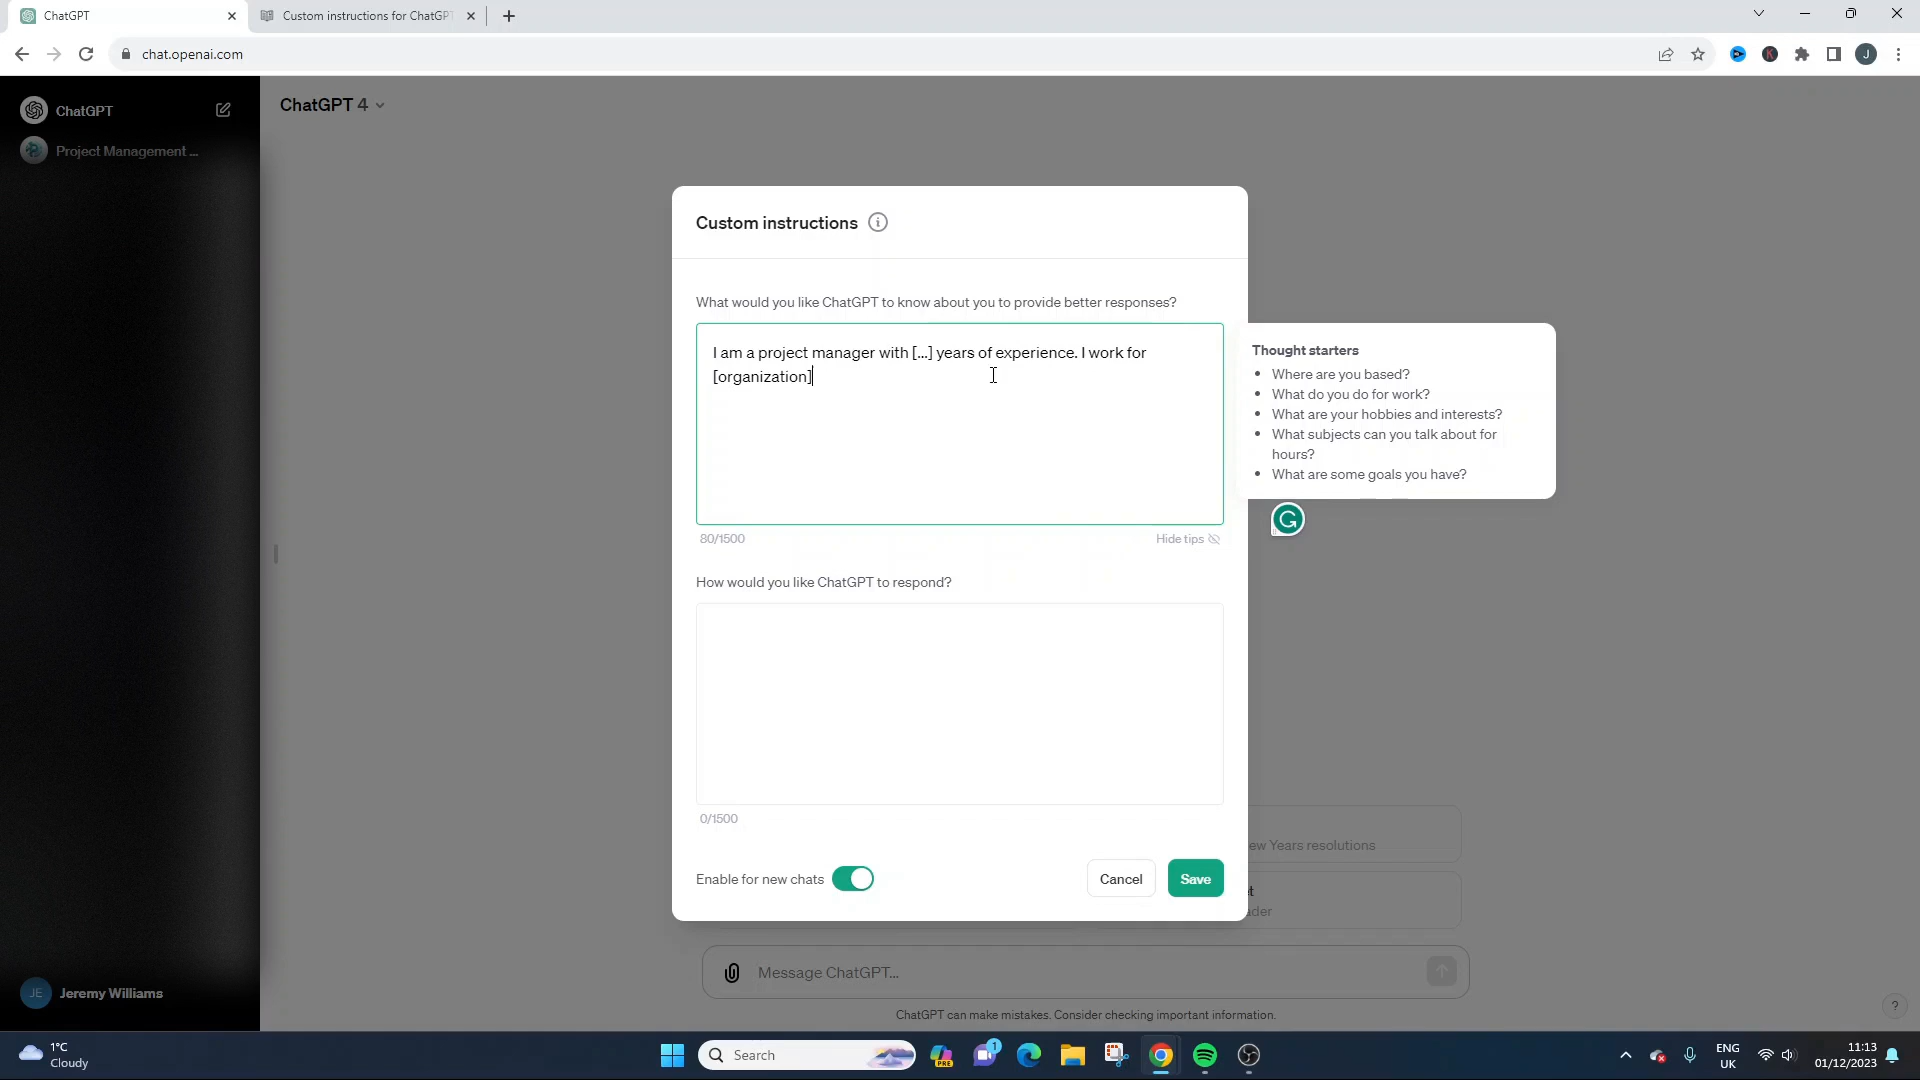 ChatGPT
Custom instructions for ChatGPT
chat.openai.com
J
ChatGPT
Project Management ...
ChatGPT 4
Custom instructions
What would you like ChatGPT to know about you to provide better responses?
I am a project manager with [...] years of experience. I work for
[organization]
Thought starters
• Where are you based?
• What do you do for work?
• What are your hobbies and interests?
• What subjects can you talk about for
hours?
• What are some goals you have?
80/1500
Hide tips
How would you like ChatGPT to respond?
0/1500
Enable for new chats
Cancel
Save
ew Years resolutions
et
ader
Message ChatGPT...
ChatGPT can make mistakes. Consider checking important information.
?
JE
Jeremy Williams
1°C
Cloudy
Search
PRE
1
ENG
UK
11:13
01/12/2023